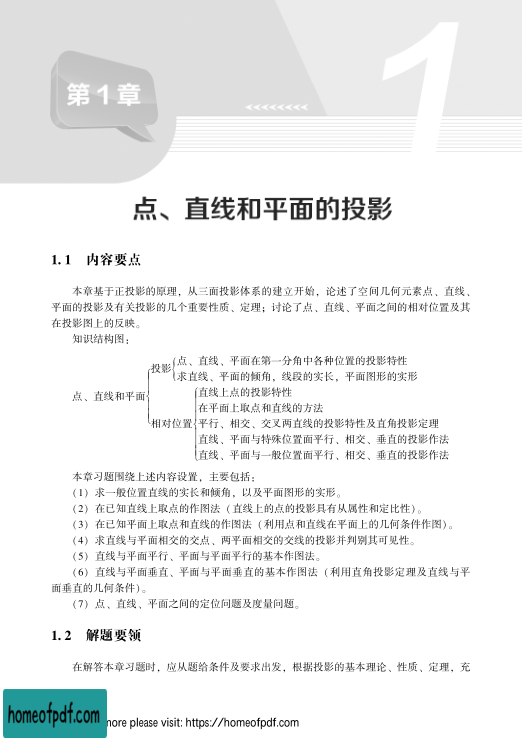 第 1 章
1
点、直线和平面的投影
1. 1 内容要点
本章基于正投影的原理，从三面投影体系的建立开始，论述了空间几何元素点、直线、
平面的投影及有关投影的几个重要性质、定理；讨论了点、直线、平面之间的相对位置及其
在投影图上的反映。
知识结构图：
点、直线和平面
投影
点、直线、平面在第一分角中各种位置的投影特性
求直线、平面的倾角，线段的实长，平面图形的实形
相对位置
直线上点的投影特性
在平面上取点和直线的方法
平行、相交、交叉两直线的投影特性及直角投影定理
直线、平面与特殊位置面平行、相交、垂直的投影作法
直线、平面与一般位置面平行、相交、垂直的投影作法
本章习题围绕上述内容设置，主要包括：
（1）求一般位置直线的实长和倾角，以及平面图形的实形。
（2）在已知直线上取点的作图法（直线上的点的投影具有从属性和定比性）。
（3）在已知平面上取点和直线的作图法（利用点和直线在平面上的几何条件作图）。
（4）求直线与平面相交的交点、两平面相交的交线的投影并判别其可见性。
（5）直线与平面平行、平面与平面平行的基本作图法。
（6）直线与平面垂直、平面与平面垂直的基本作图法（利用直角投影定理及直线与平
面垂直的几何条件）。
（7）点、直线、平面之间的定位问题及度量问题。
1. 2 解题要领
在解答本章习题时，应从题给条件及要求出发，根据投影的基本理论、性质、定理，充
homeofpdf.com
more please visit: https://homeofpdf.com